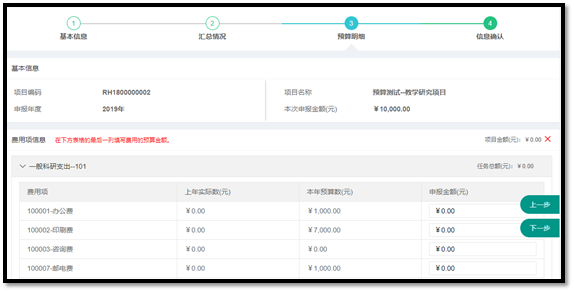 1 2 3 4
基本信息 汇总情况 预算明细 信息确认
基本信息
项目编码 RH1800000002 项目名称 预算测试--教学研究项目
申报年度 2019年 本次申报金额(元) ¥10,000.00
费用项信息 在下方表格的最后一列填写费用的预算金额。 项目金额(元): ¥0.00
一般科研支出--101 任务总额(元): ¥0.00
费用项 上年实际数(元) 本年预算数(元) 申报金额(元)
100001-办公费 ¥0.00 ¥1,000.00 ¥0.00
上一步
100002-印刷费 ¥0.00 ¥7,000.00 ¥0.00
下一步
100003-咨询费 ¥0.00 ¥0.00 ¥0.00
100007-邮电费 ¥0.00 ¥1,000.00 ¥0.00